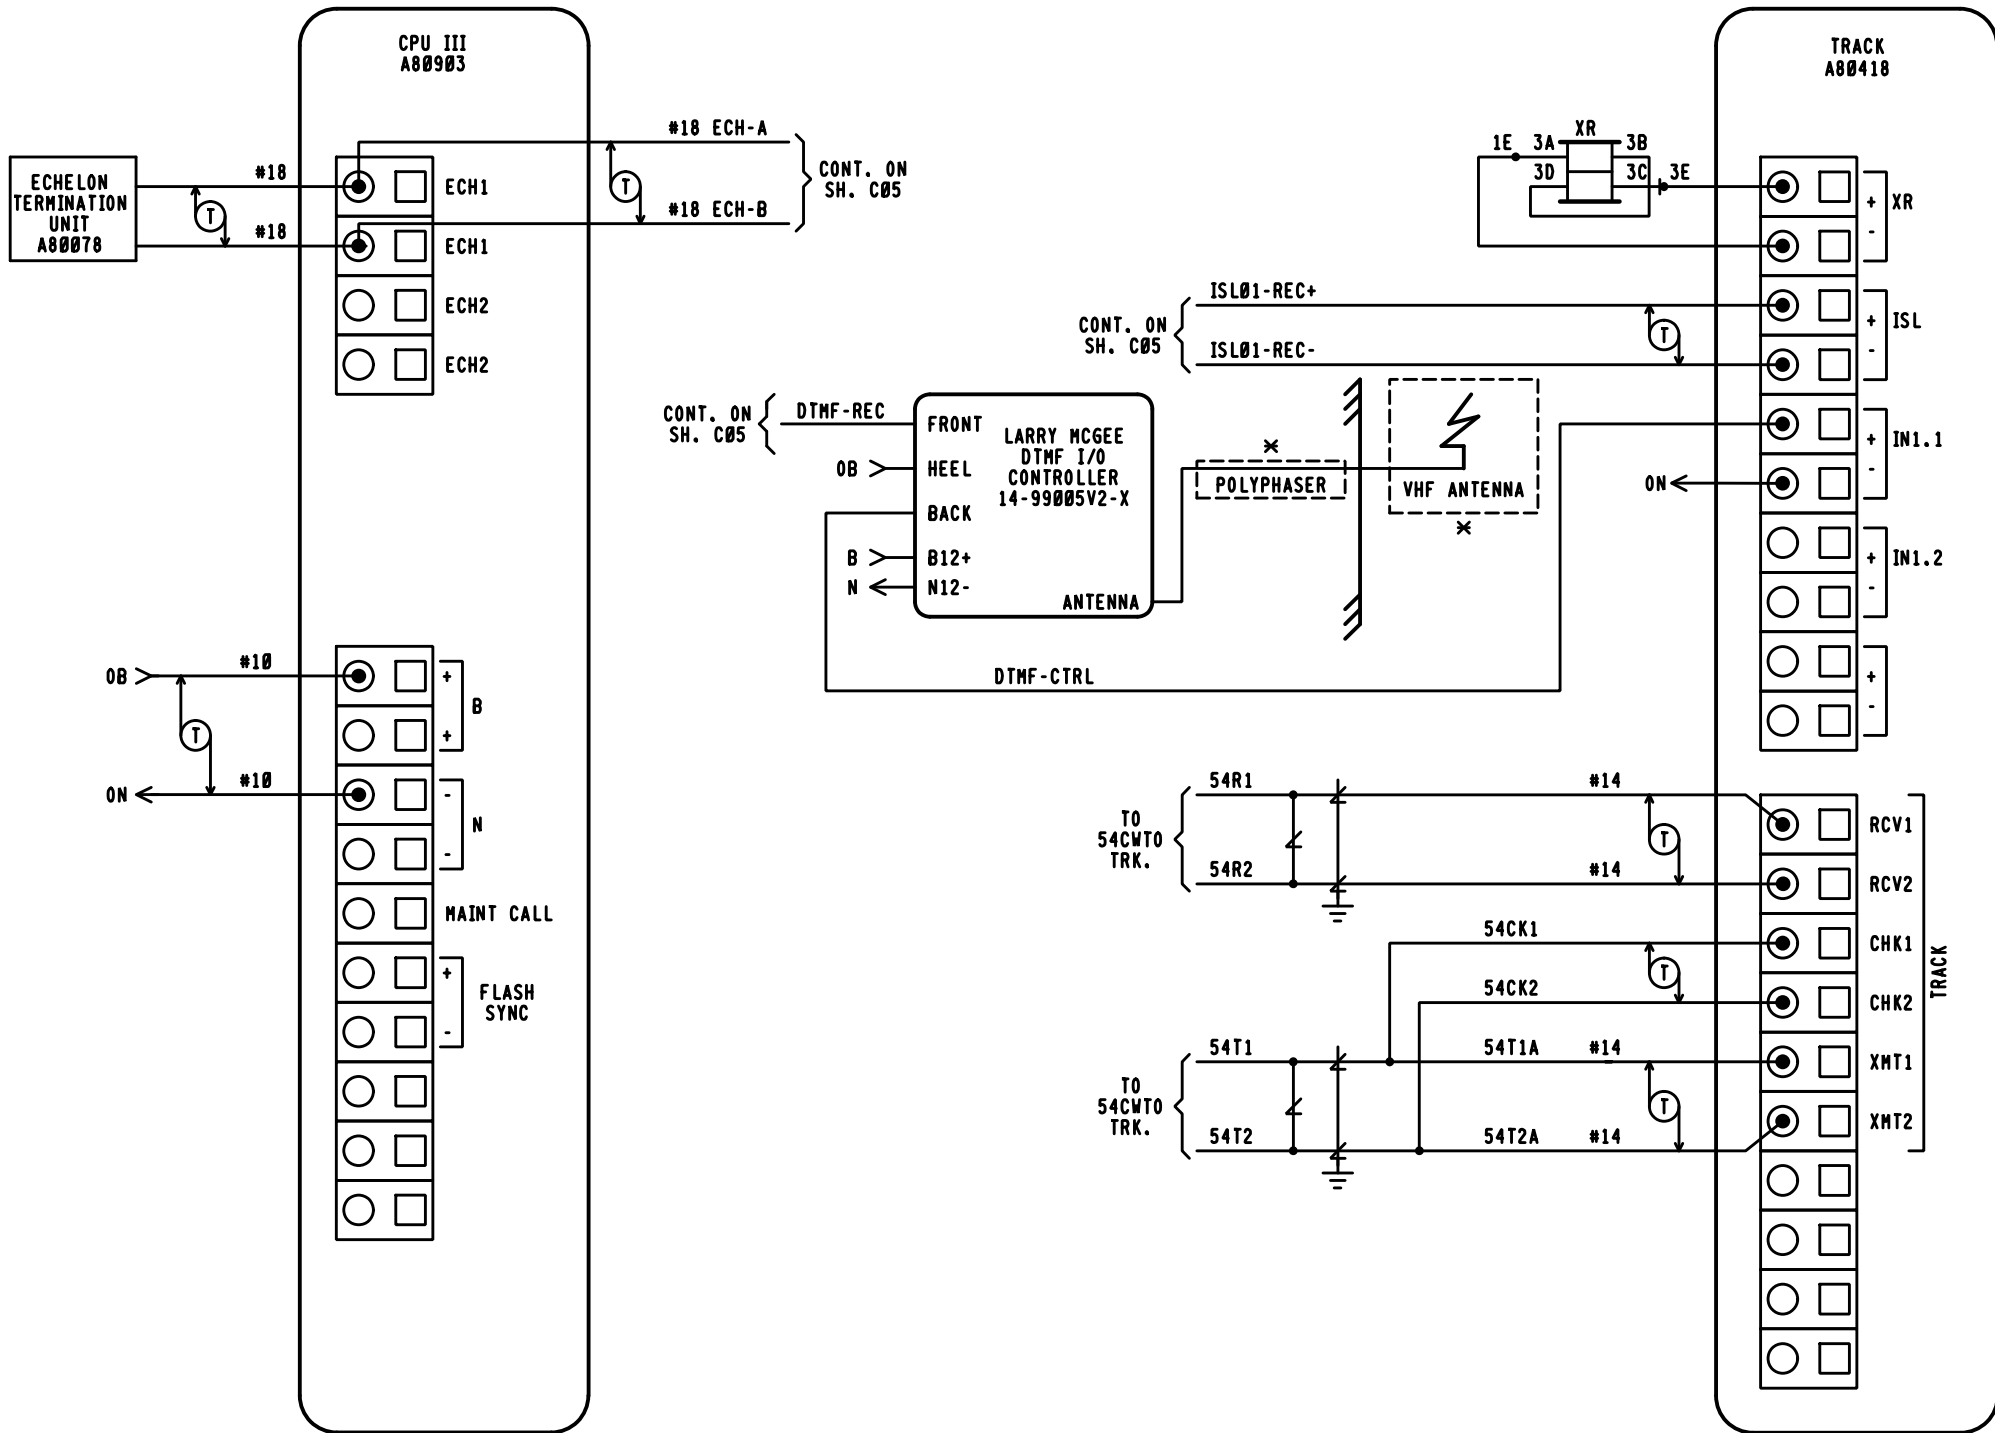 CPU III
A80903
ECHELON
TERMINATION
UNIT
A80078
#18
#18
#18 ECH-A
#18 ECH-B
T
T
CONT. ON
SH. C05
ECH1
ECH1
ECH2
ECH2
OB
#10
T
ON
#10
+
+
B
-
-
N
MAINT CALL
+
-
FLASH
SYNC
CONT. ON
SH. C05
DTMF-REC
OB
B
N
FRONT
HEEL
BACK
B12+
N12-
LARRY MCGEE
DTMF I/O
CONTROLLER
14-99005V2-X
ANTENNA
DTMF-CTRL
POLYPHASER
VHF ANTENNA
CONT. ON
SH. C05
ISL01-REC+
ISL01-REC-
T
XR
1E 3A 3B
3D 3C 3E
ON
TO
54CWTO
TRK.
54R1 #14
54R2 #14
T
54CK1
54CK2
T
TO
54CWTO
TRK.
54T1 54T1A #14
54T2 54T2A #14
T
TRACK
A80418
+
-
XR
+
-
ISL
+
-
IN1.1
+
-
IN1.2
+
-
RCV1
RCV2
CHK1
CHK2
XMT1
XMT2
TRACK